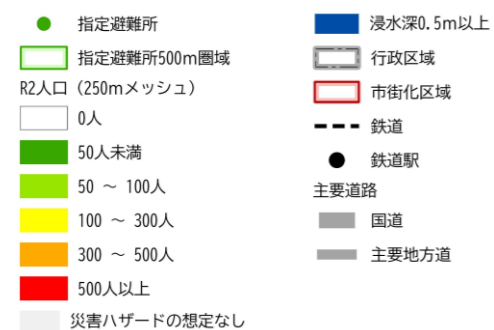 指定避難所
指定避難所500m圏域
R2人口（250mメッシュ）
0人
50人未満
50 ～ 100人
100 ～ 300人
300 ～ 500人
500人以上
災害ハザードの想定なし
浸水深0.5m以上
行政区域
市街化区域
鉄道
鉄道駅
主要道路
国道
主要地方道